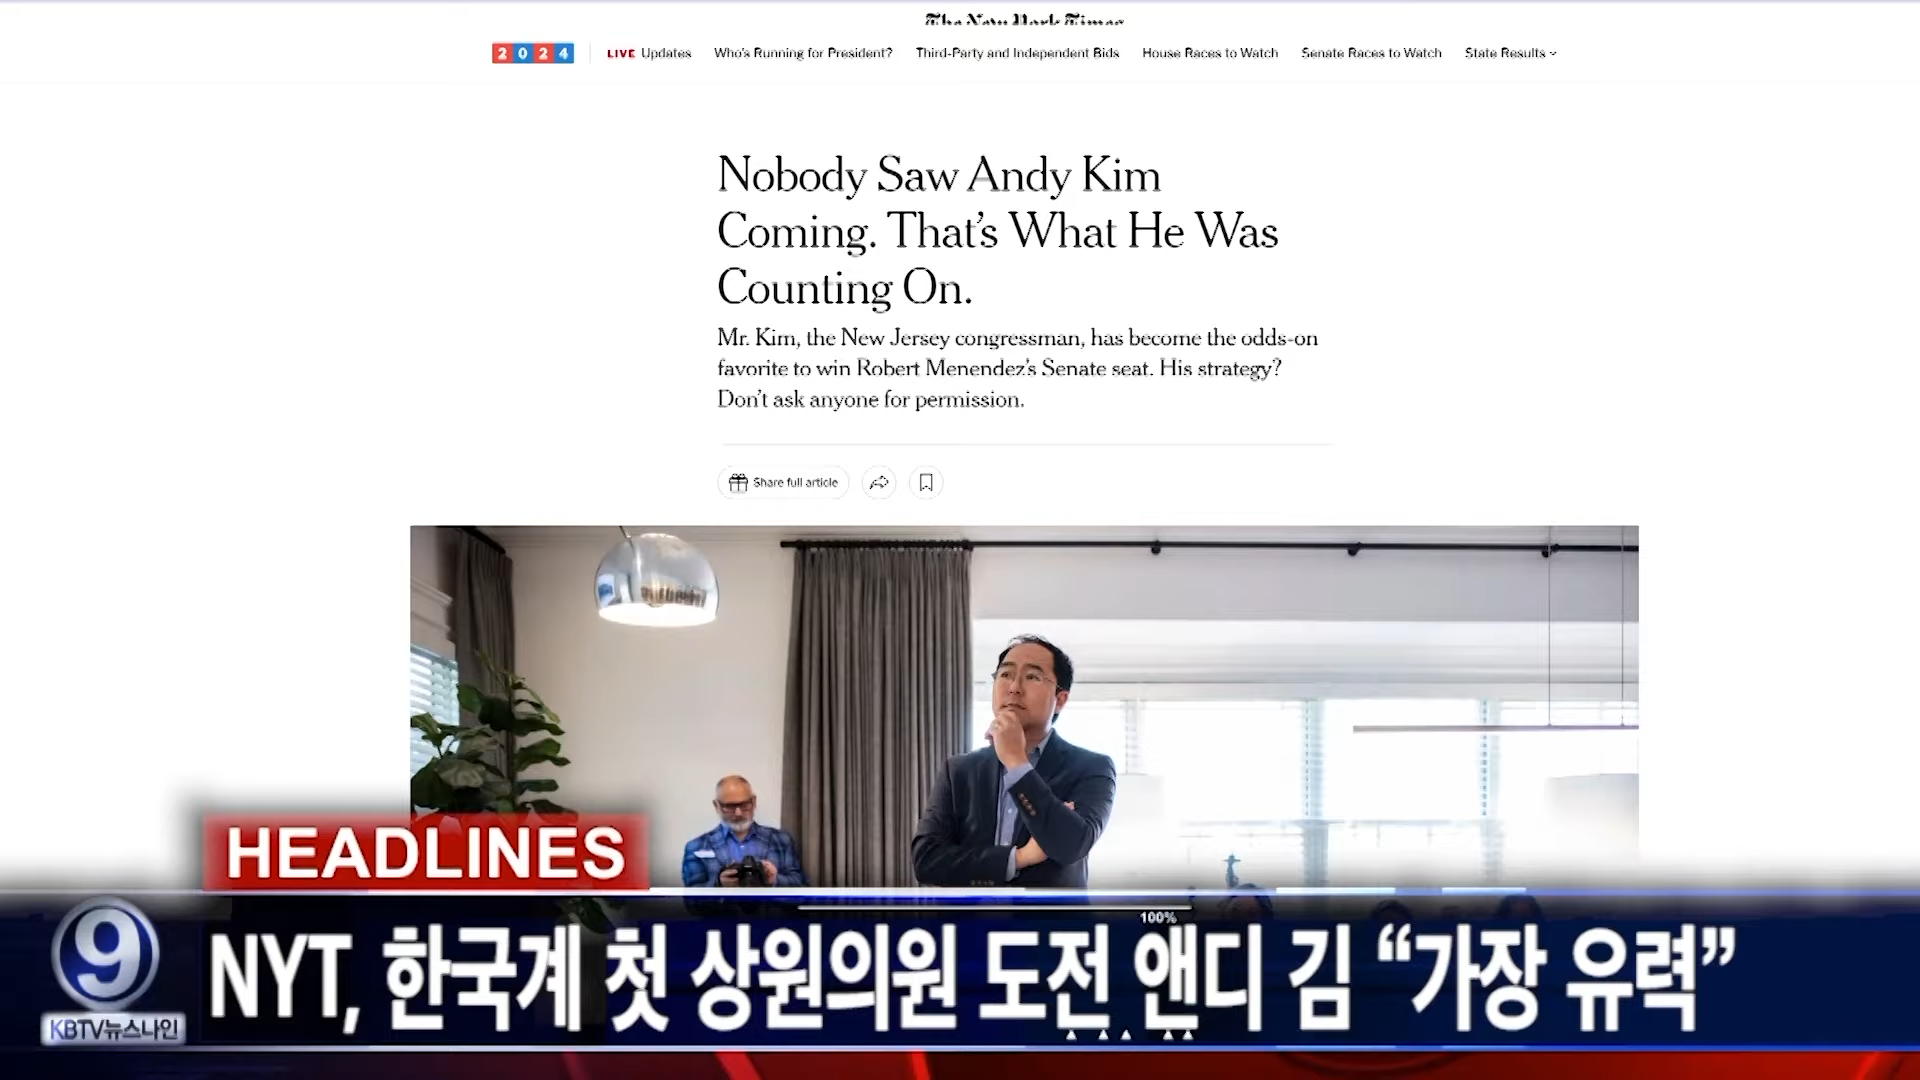 The New York Times
2024
LIVE Updates Who's Running for President? Third-Party and Independent Bids House Races to Watch Senate Races to Watch State Results
Nobody Saw Andy Kim
Coming. That's What He Was
Counting On.
Mr. Kim, the New Jersey congressman, has become the odds-on
favorite to win Robert Menendez's Senate seat. His strategy?
Don't ask anyone for permission.
Share full article
HEADLINES
100%
NYT, 한국계 첫 상원의원 도전 앤디 김 “가장 유력”
9
KBTV뉴스나인